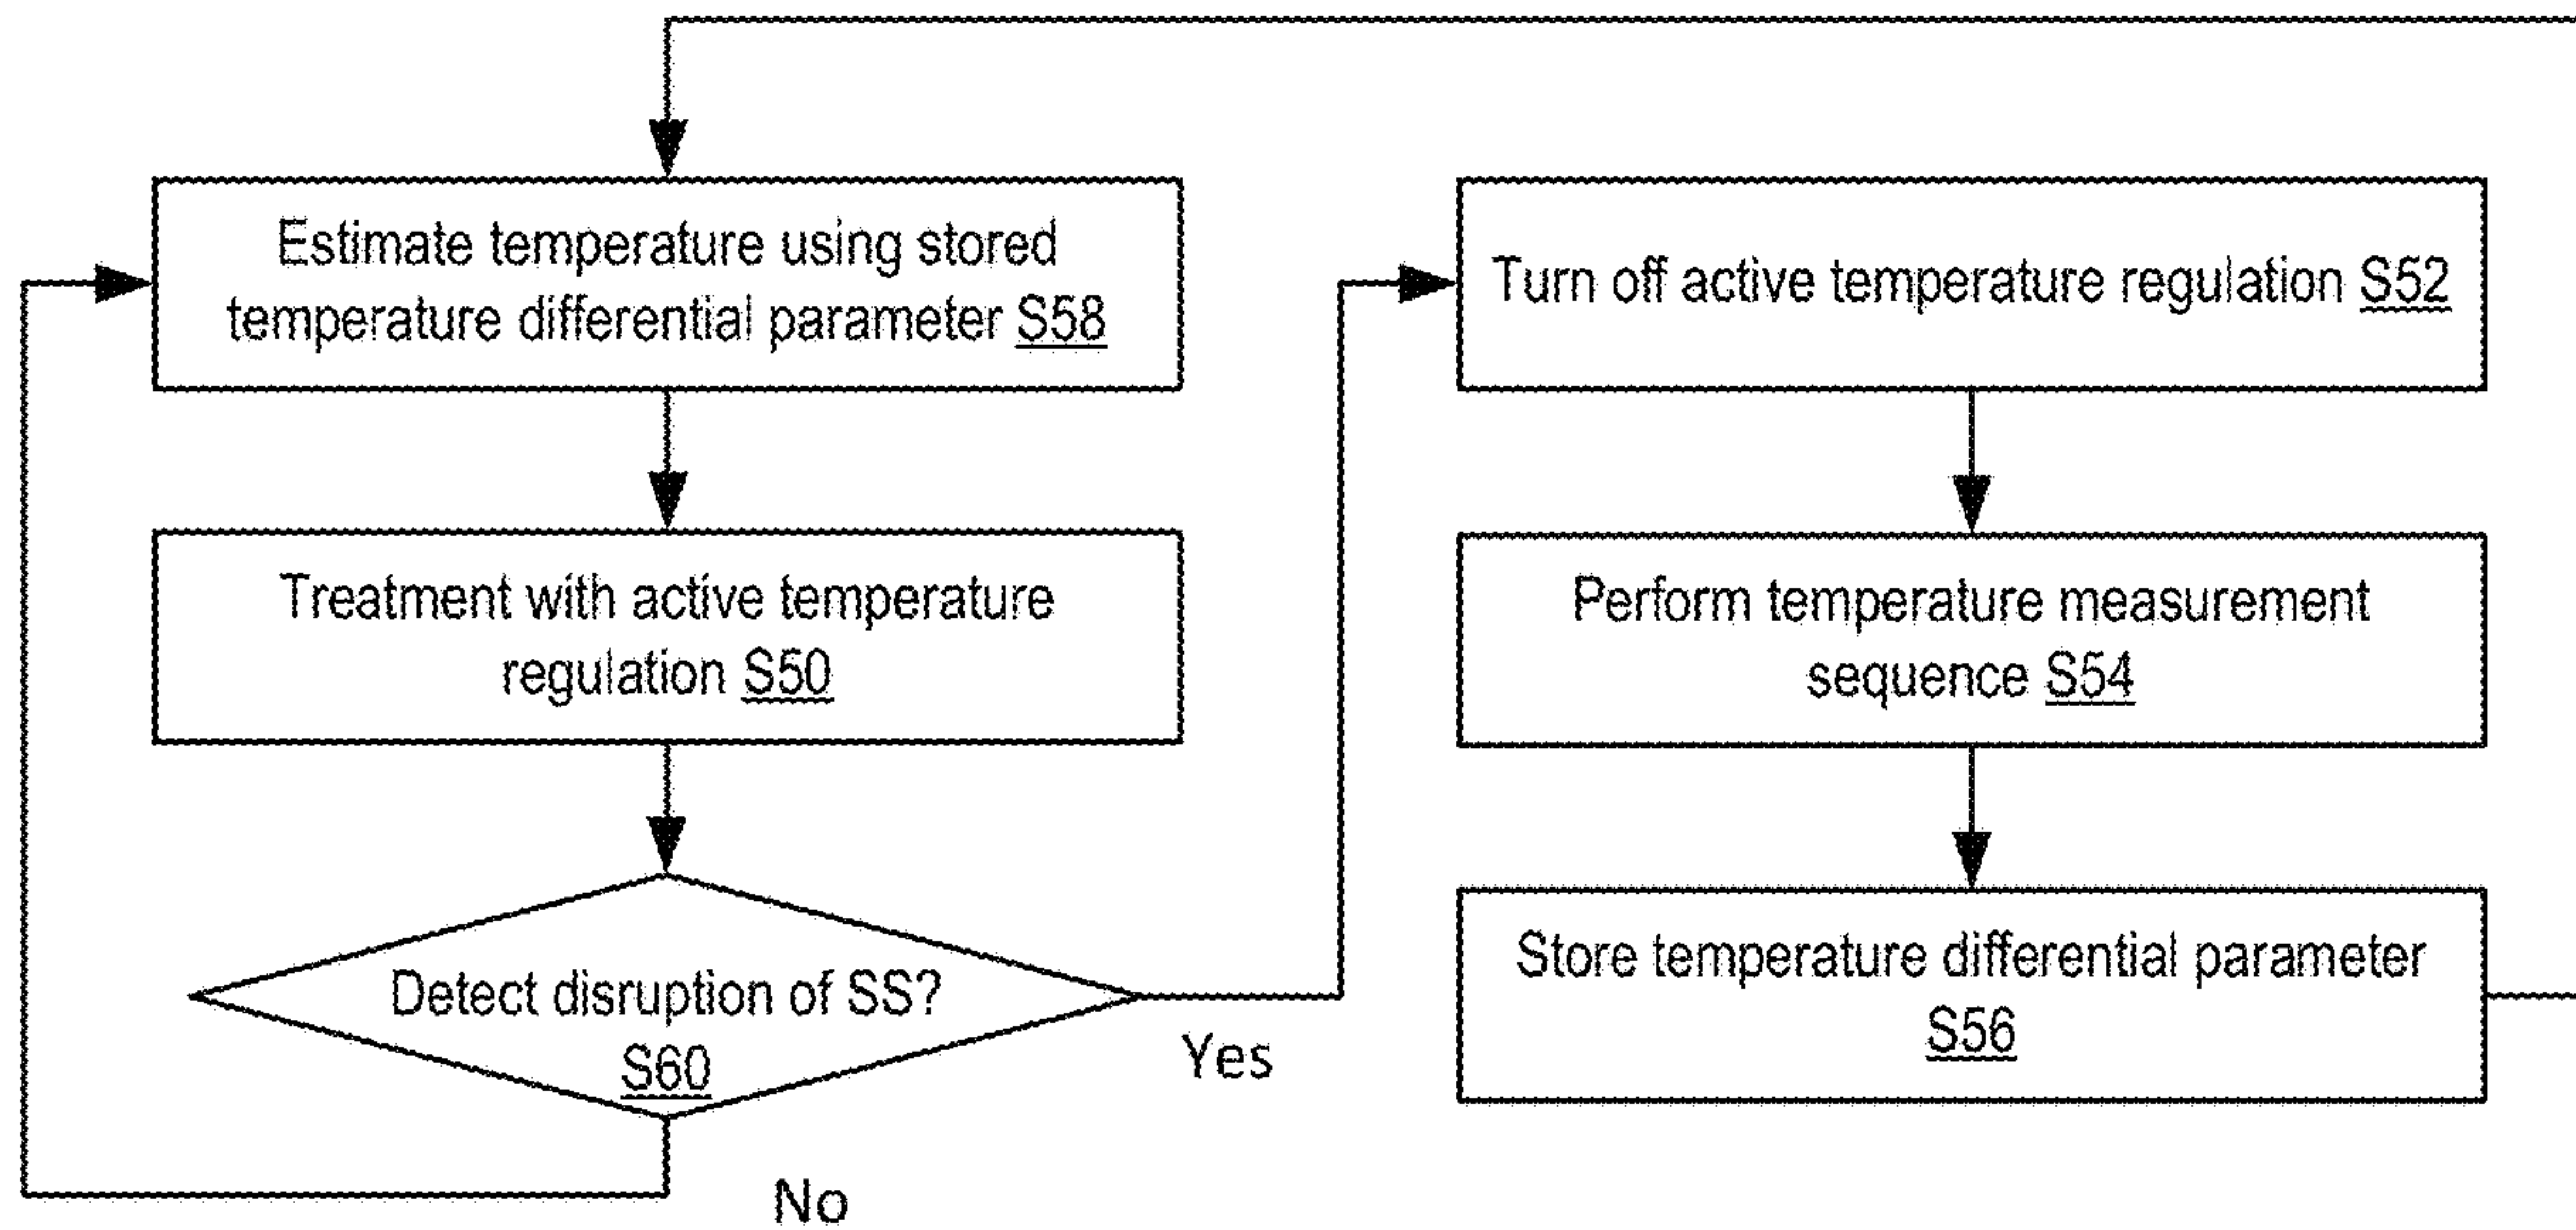 Estimate temperature using stored
temperature differential parameter S58
Treatment with active temperature
regulation S50
Detect disruption of SS?
S60
Yes
No
Turn off active temperature regulation S52
Perform temperature measurement
sequence S54
Store temperature differential parameter
S56